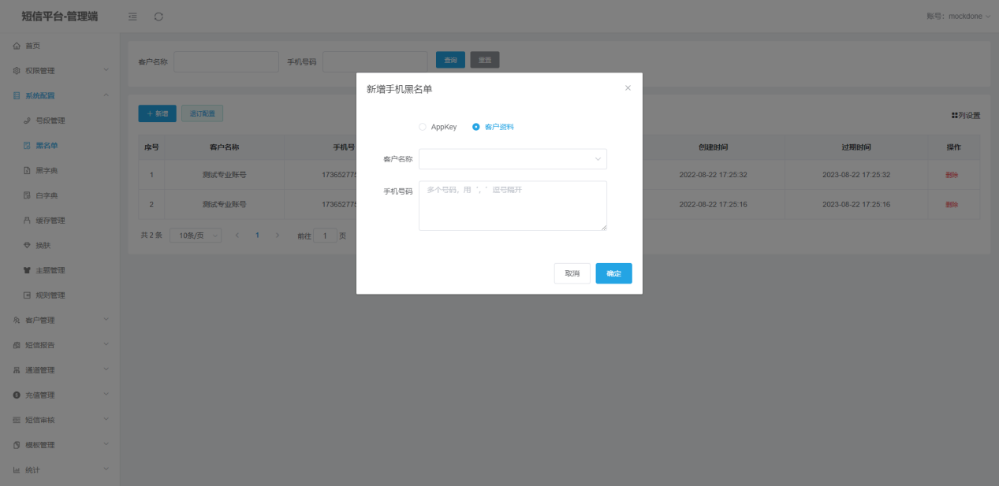 短信平台-管理端
账号：mockdone
首页
权限管理
系统配置
号段管理
黑名单
黑字典
白字典
缓存管理
换肤
主题管理
规则管理
客户管理
短信报告
通道管理
充值管理
短信审核
模板管理
统计
客户名称 手机号码 查询 重置
+ 新增 退订配置 列设置
序号 客户名称 手机号 创建时间 过期时间 操作
1 测试专业账号 173652775 2022-08-22 17:25:32 2023-08-22 17:25:32 删除
2 测试专业账号 173652775 2022-08-22 17:25:16 2023-08-22 17:25:16 删除
共 2 条 10条/页 < 1 > 前往 1 页
新增手机黑名单
AppKey 客户资料
客户名称
手机号码 多个号码，用 '，' 逗号隔开
取消 确定